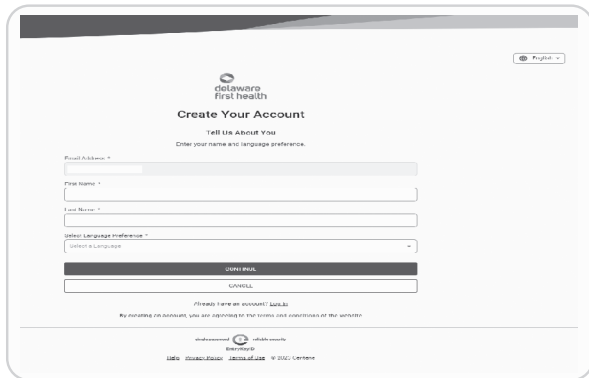 English
delaware
first health
Create Your Account
Tell Us About You
Enter your name and language preference.
Email Address *
First Name *
Last Name *
Select Language Preference *
Select a Language
CONTINUE
CANCEL
Already have an account? Log In
By creating an account, you are agreeing to the terms and conditions of the website
EntryKeyID
Help Privacy Policy Terms of Use © 2023 Centene